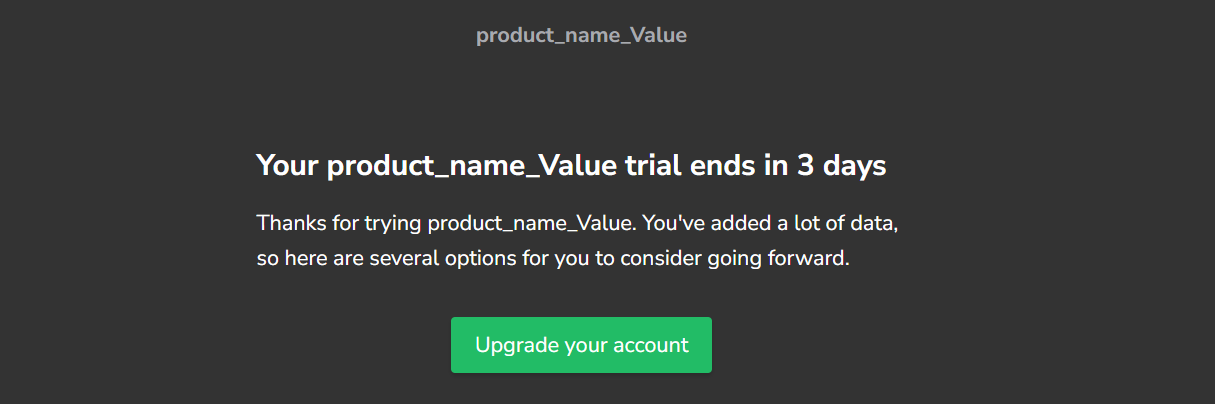 product_name_Value
Your product_name_Value trial ends in 3 days
Thanks for trying product_name_Value. You've added a lot of data,
so here are several options for you to consider going forward.
Upgrade your account